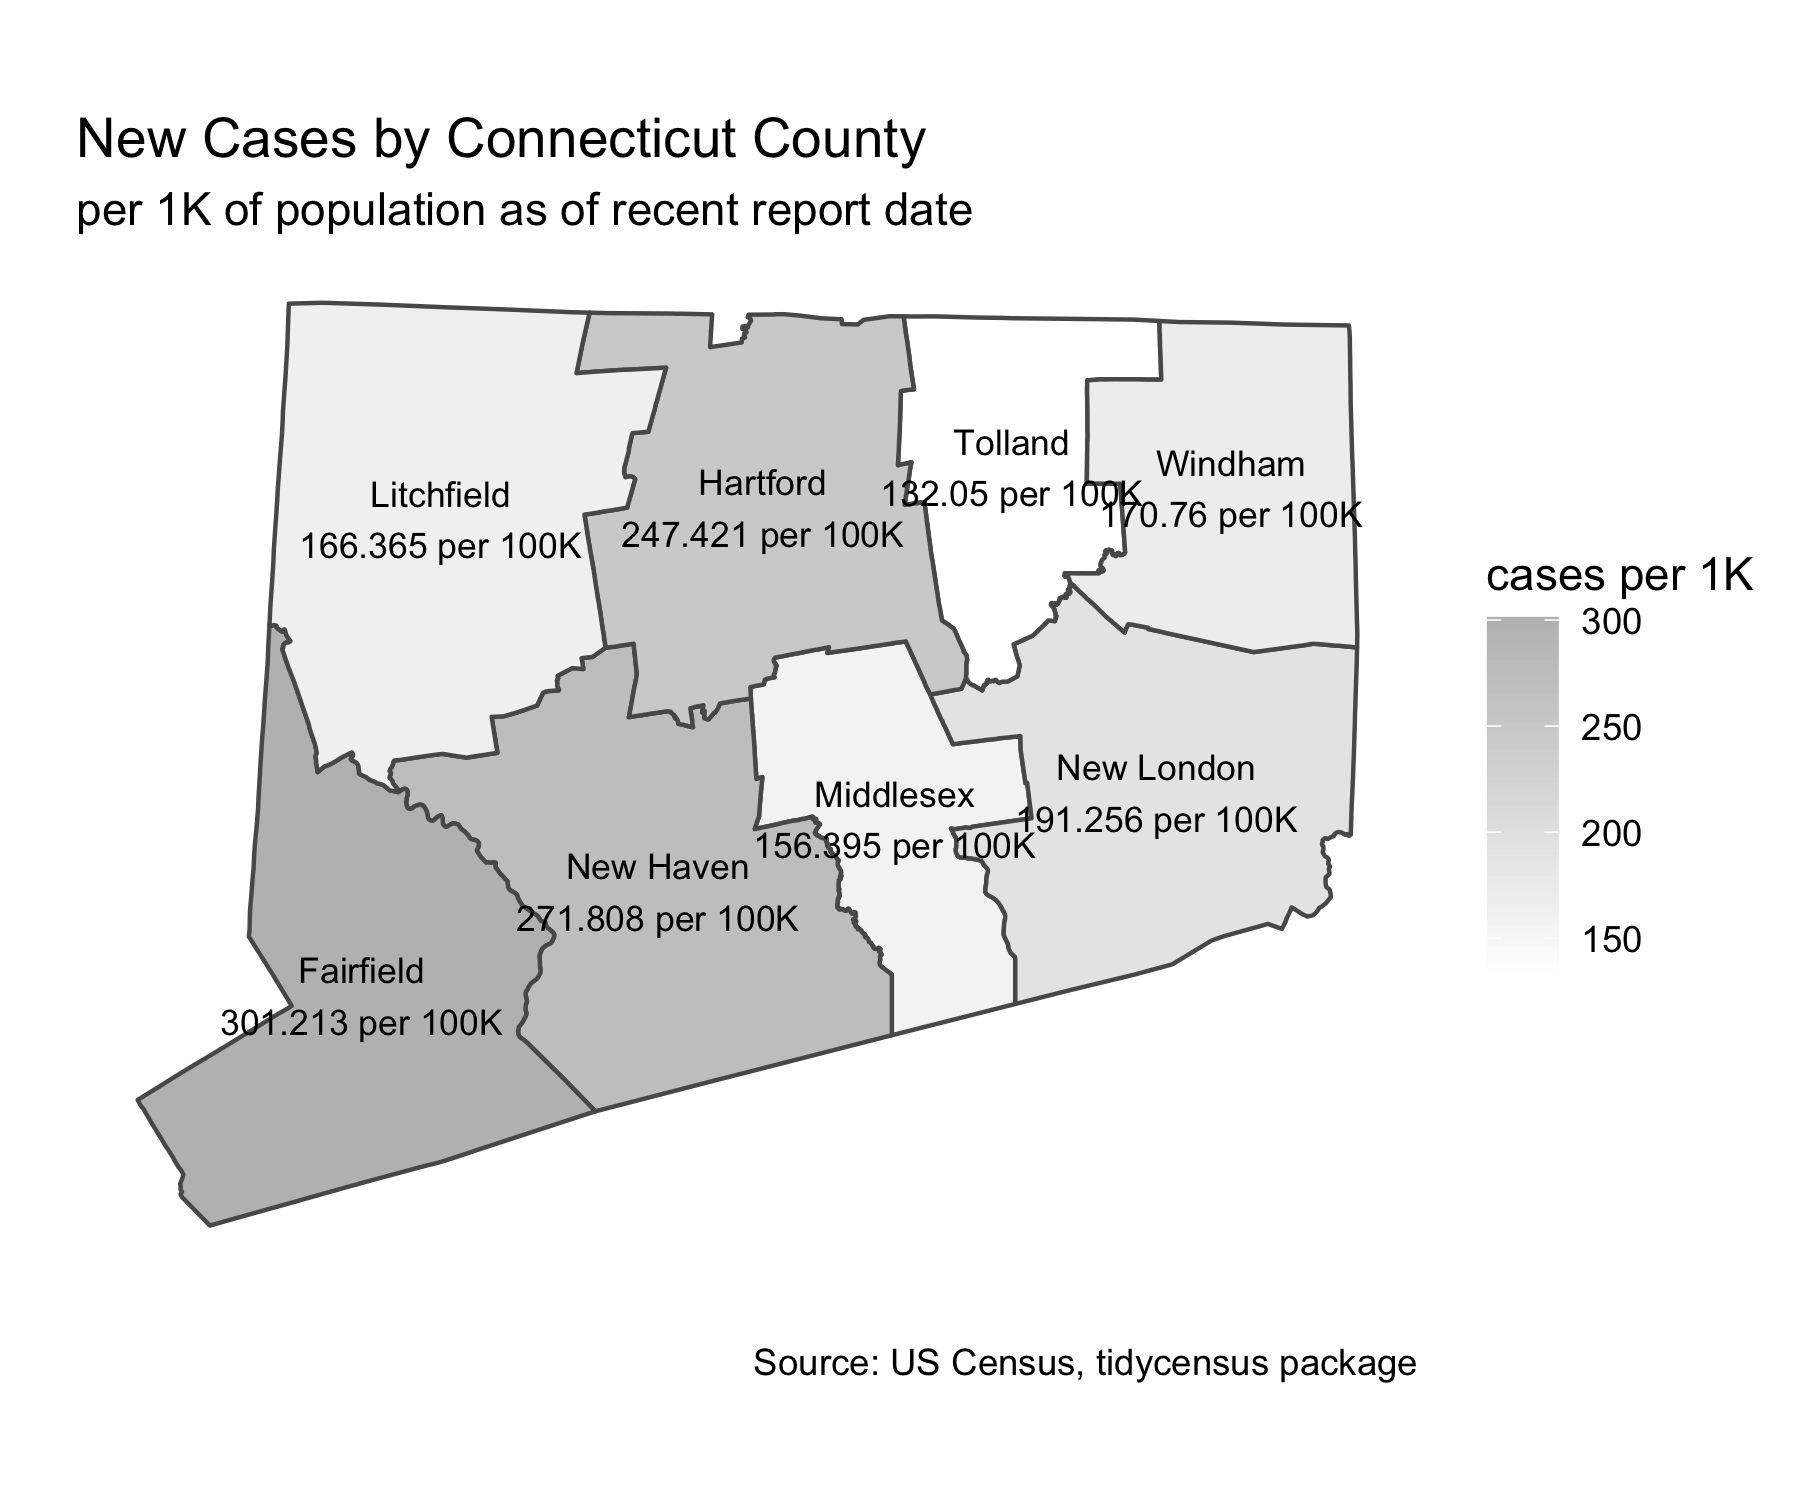 New Cases by Connecticut County
per 1K of population as of recent report date
Tolland
132.05 per 100K
Windham
170.76 per 100K
Hartford
247.421 per 100K
Litchfield
166.365 per 100K
New London
191.256 per 100K
Middlesex
156.395 per 100K
New Haven
271.808 per 100K
Fairfield
301.213 per 100K
cases per 1K
300
250
200
150
Source: US Census, tidycensus package